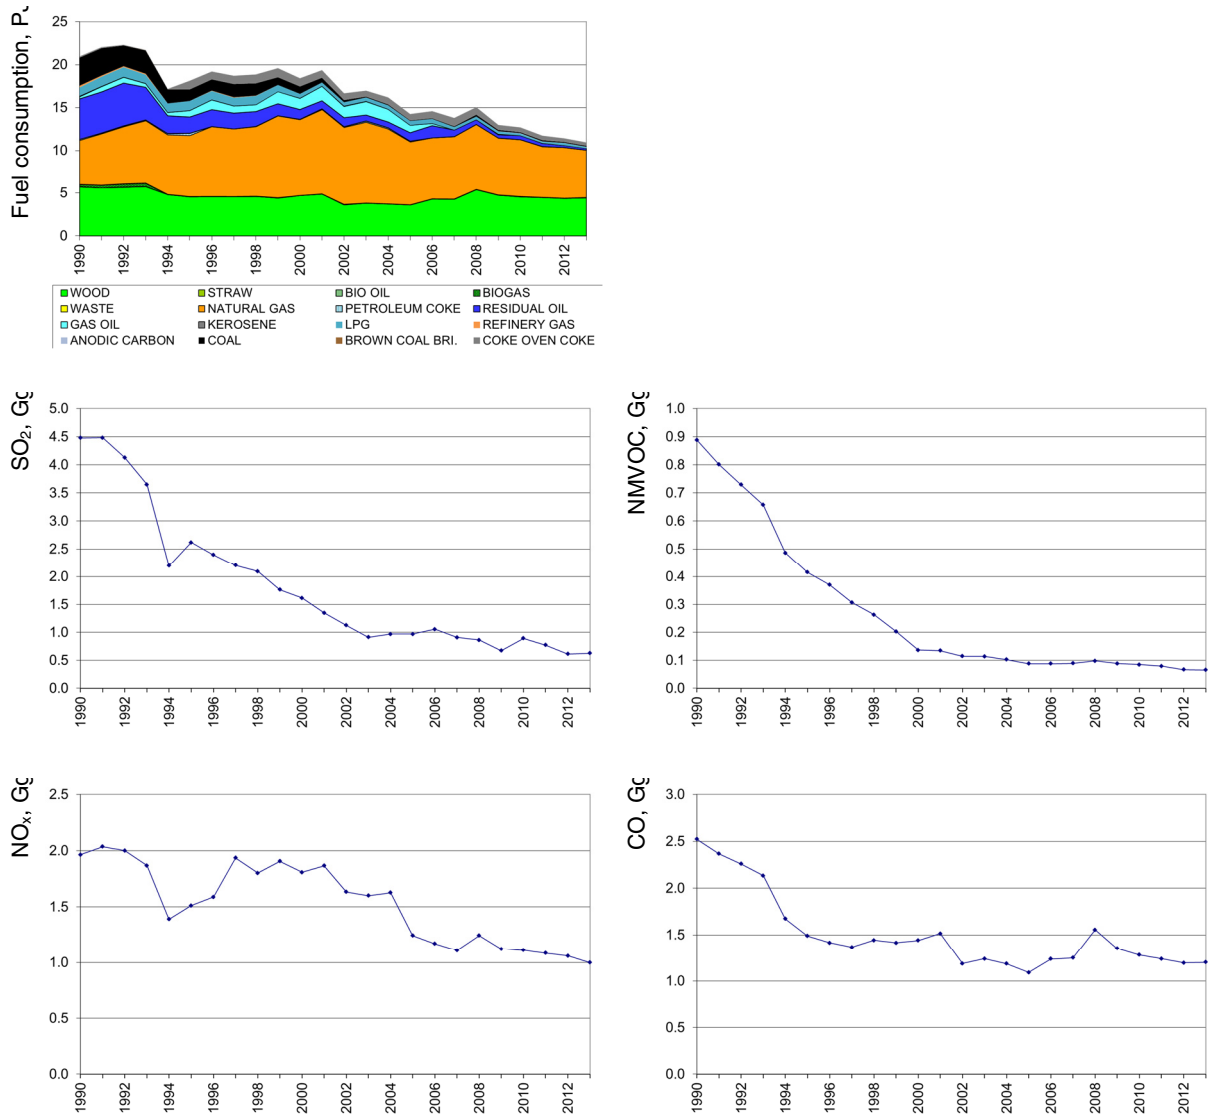 Fuel consumption, P
25
20
15
10
5
0
1990 1992 1994 1996 1998 2000 2002 2004 2006 2008 2010 2012
WOOD STRAW BIO OIL BIOGAS
WASTE NATURAL GAS PETROLEUM COKE RESIDUAL OIL
GAS OIL KEROSENE LPG REFINERY GAS
ANODIC CARBON COAL BROWN COAL BRI. COKE OVEN COKE
SO₂, Gg
5.0
4.5
4.0
3.5
3.0
2.5
2.0
1.5
1.0
0.5
0.0
1990 1992 1994 1996 1998 2000 2002 2004 2006 2008 2010 2012
NMVOC, Gg
1.0
0.9
0.8
0.7
0.6
0.5
0.4
0.3
0.2
0.1
0.0
1990 1992 1994 1996 1998 2000 2002 2004 2006 2008 2010 2012
NOₓ, Gg
2.5
2.0
1.5
1.0
0.5
0.0
1990 1992 1994 1996 1998 2000 2002 2004 2006 2008 2010 2012
CO, Gg
3.0
2.5
2.0
1.5
1.0
0.5
0.0
1990 1992 1994 1996 1998 2000 2002 2004 2006 2008 2010 2012